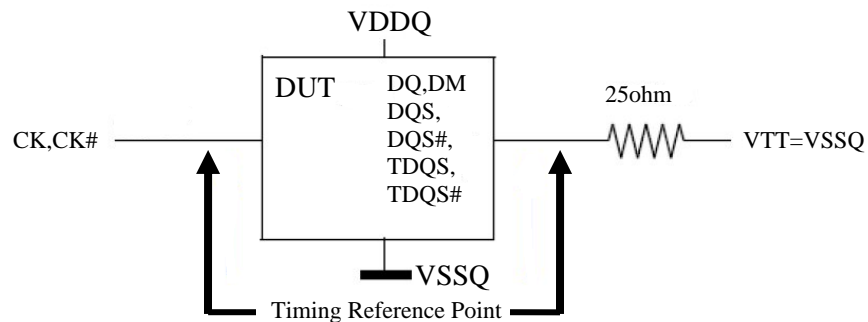 VDDQ
DUT
DQ,DM
DQS,
DQS#,
TDQS,
TDQS#
CK,CK#
25ohm
VTT=VSSQ
VSSQ
Timing Reference Point